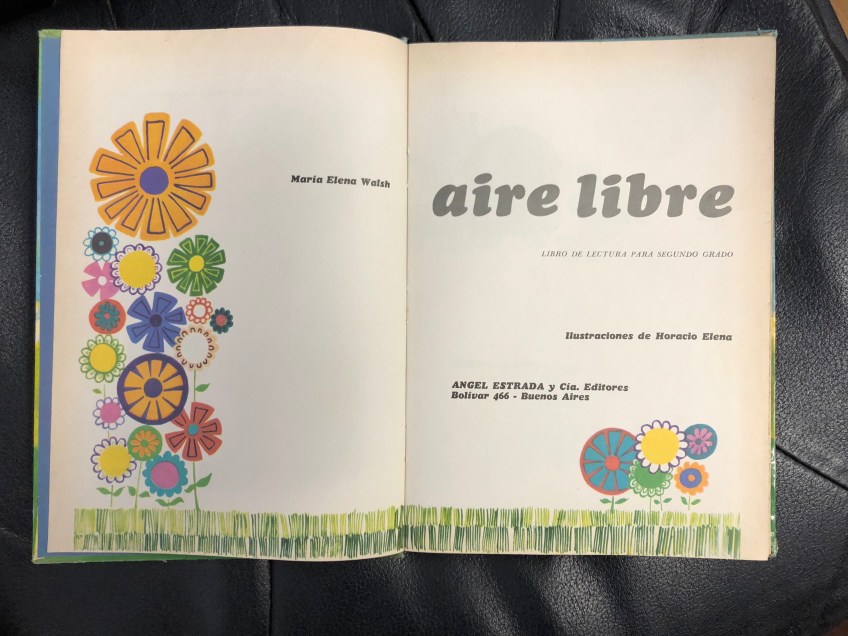 María Elena Walsh
aire libre
LIBRO DE LECTURA PARA SEGUNDO GRADO
Ilustraciones de Horacio Elena
ANGEL ESTRADA y Cía. Editores
Bolívar 466 - Buenos Aires